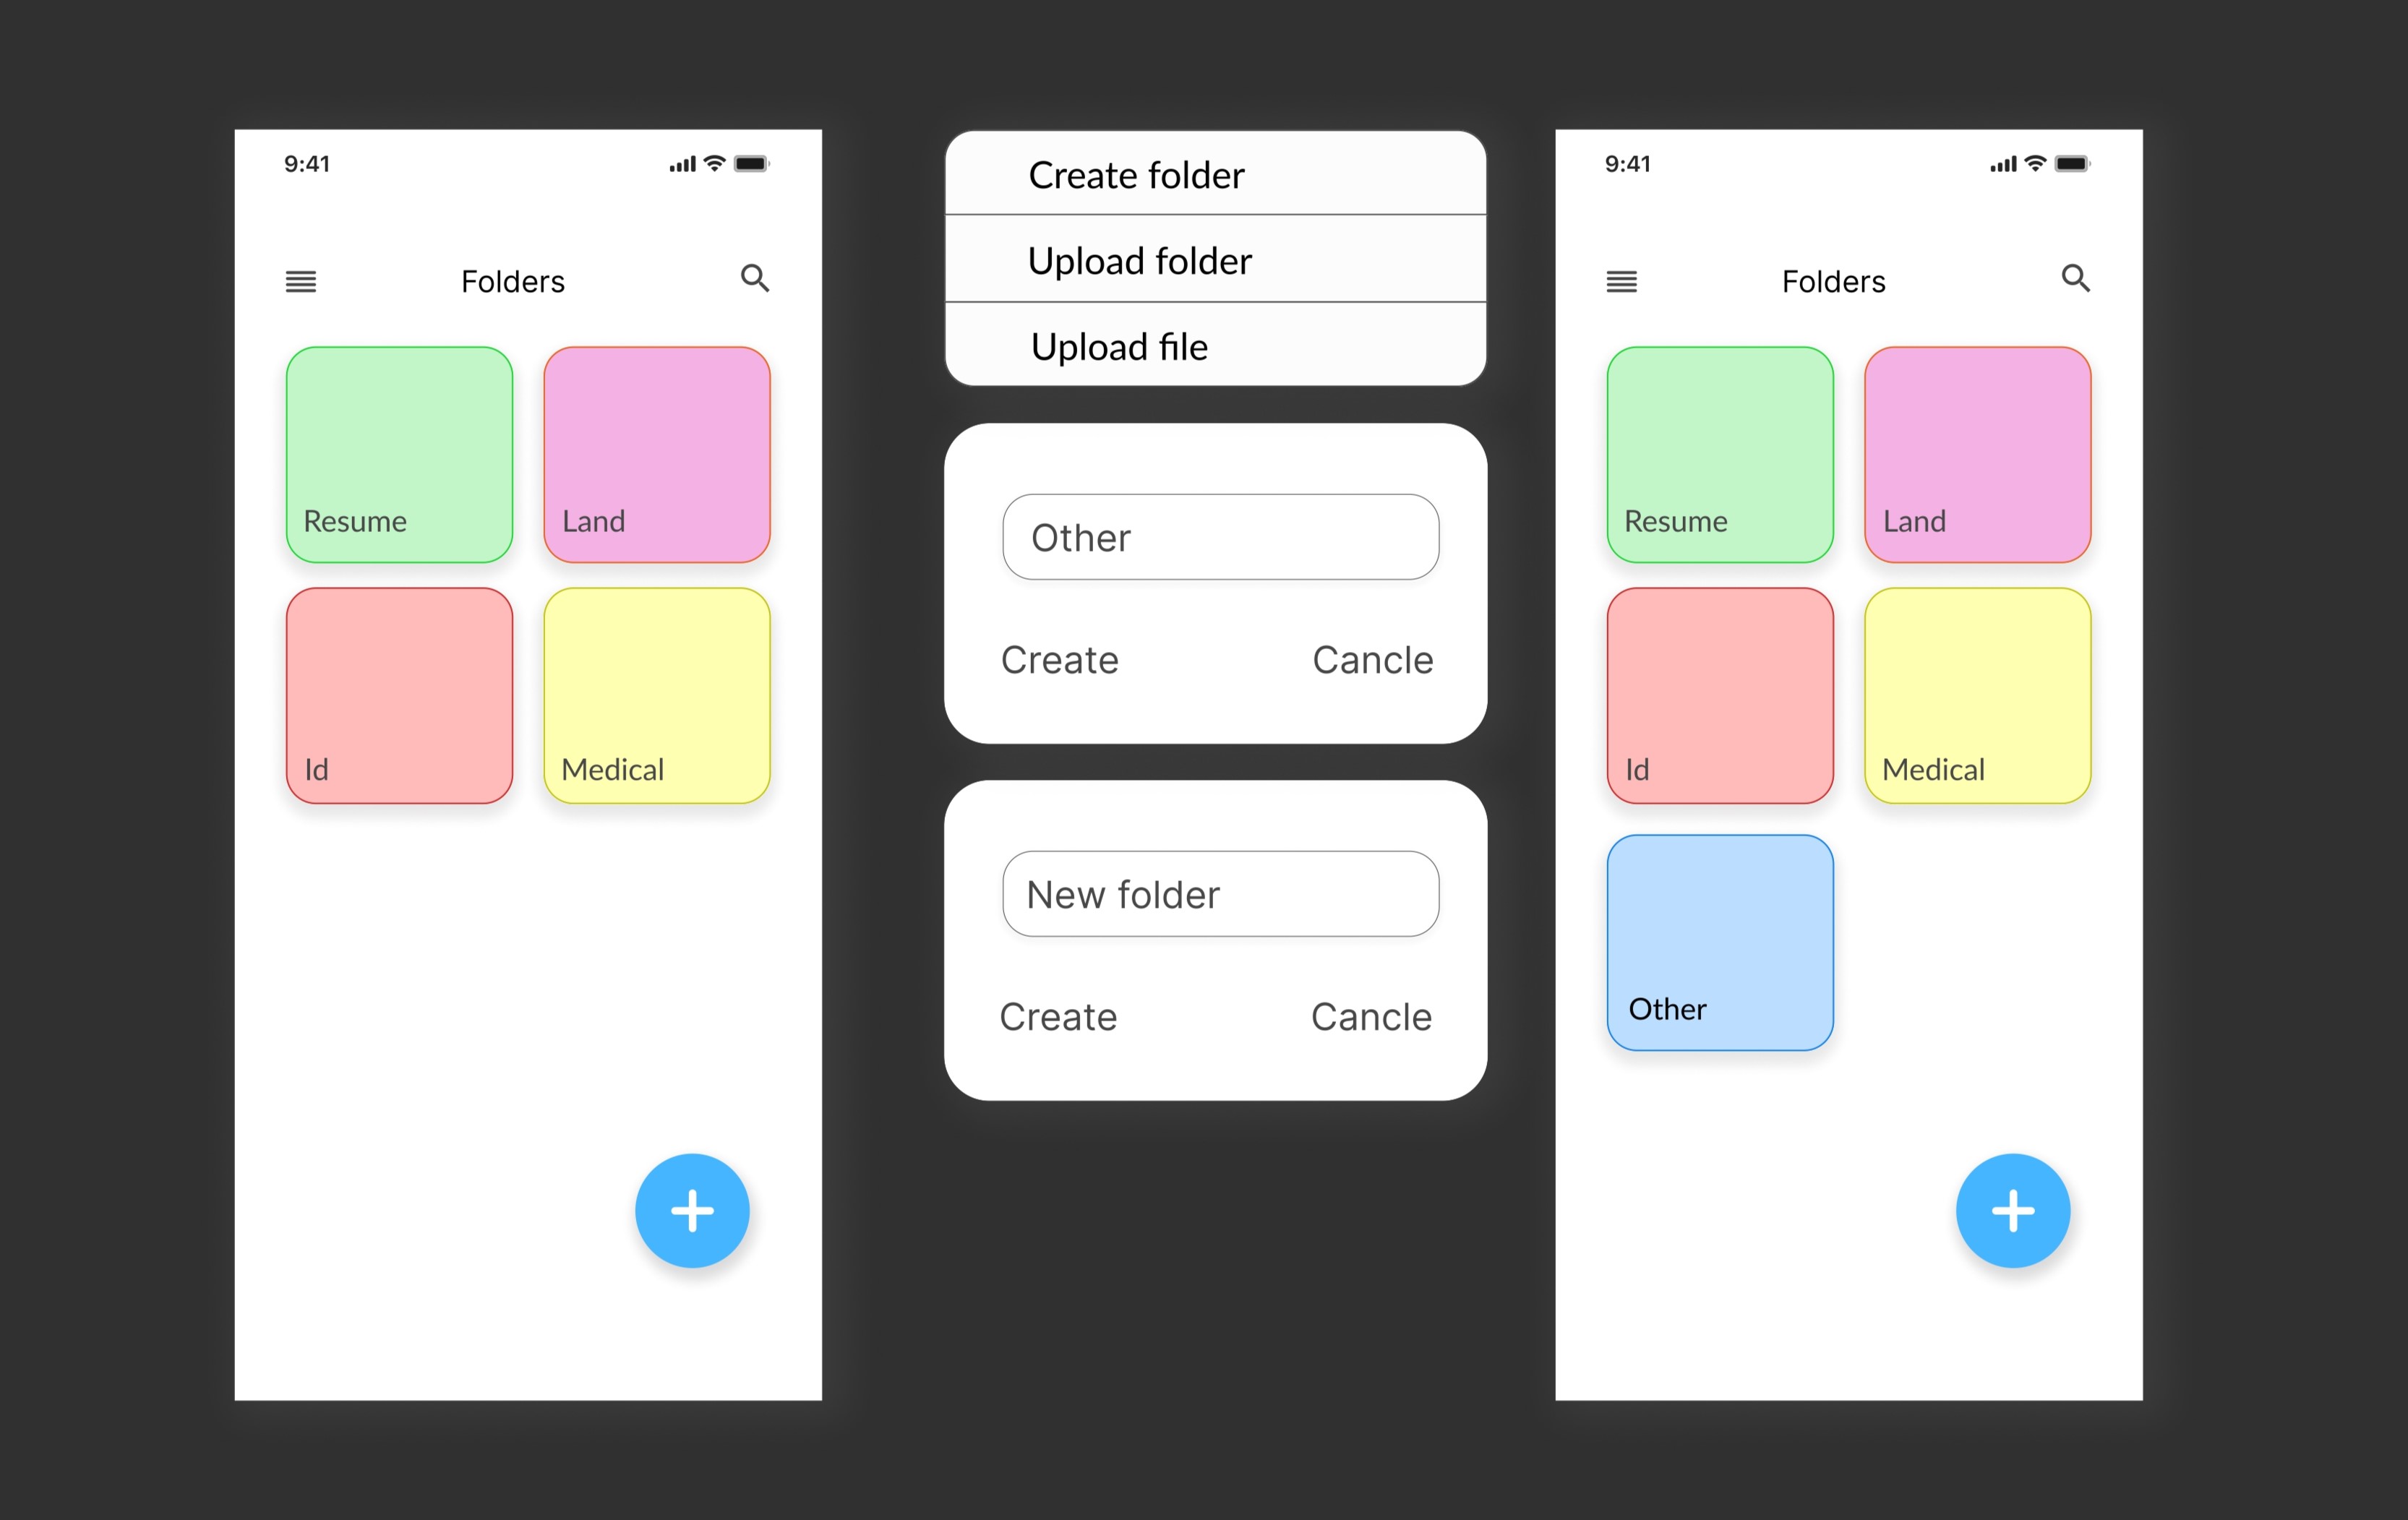 9:41
Folders
Resume
Land
Id
Medical
Create folder
Upload folder
Upload file
Other
Create
Cancle
New folder
Create
Cancle
9:41
Folders
Resume
Land
Id
Medical
Other